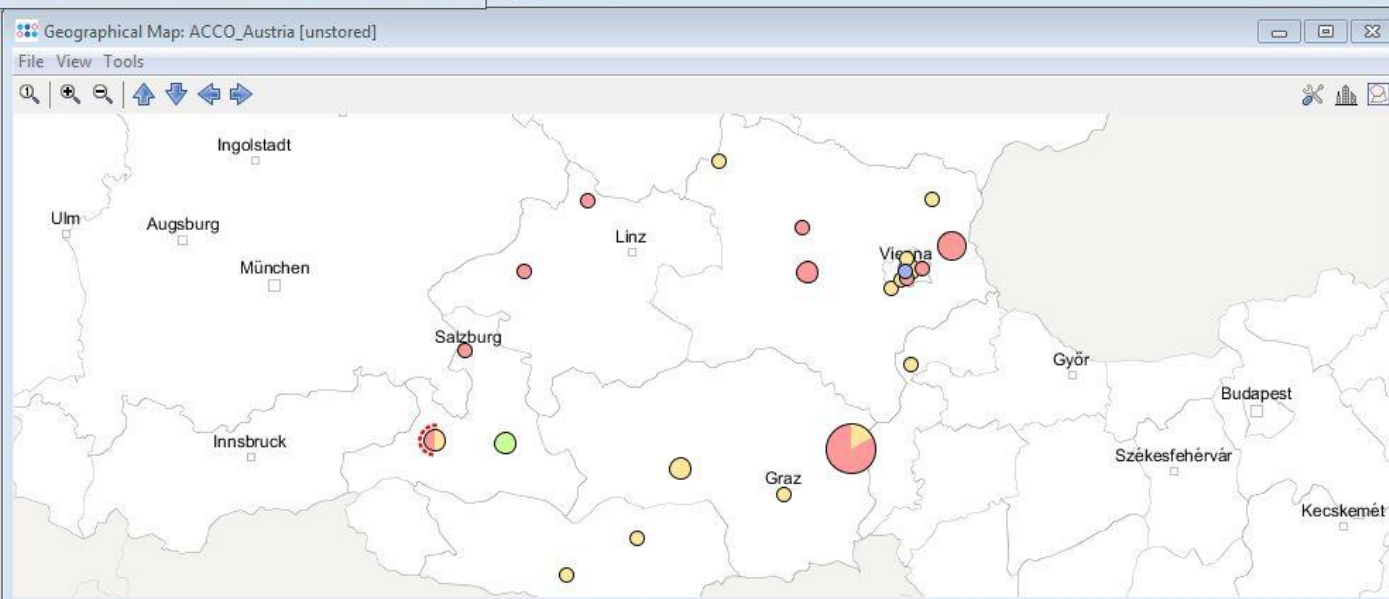 Geographical Map: ACCO_Austria [unstored]
File View Tools
Ingolstadt
Ulm
Augsburg
Linz
München
Vienna
Salzburg
Győr
Budapest
Innsbruck
Székesfehérvár
Graz
Kecskemét